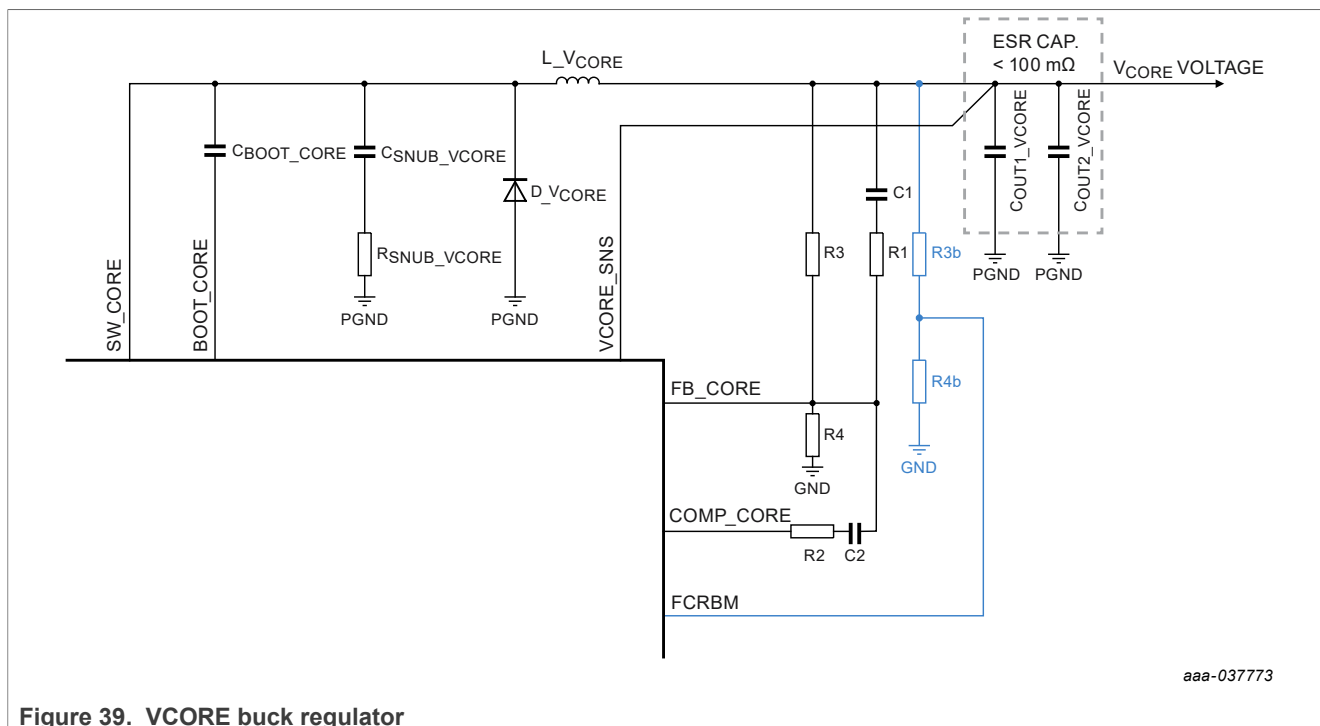 ESR CAP.
< 100 mΩ
L_VCORE
VCORE VOLTAGE
CBOOT_CORE
CSNUB_VCORE
D_VCORE
RSNUB_VCORE
PGND
PGND
SW_CORE
BOOT_CORE
VCORE_SNS
C1
R3
R1
R3b
COUT1_VCORE
COUT2_VCORE
PGND
PGND
R4b
GND
FB_CORE
R4
GND
COMP_CORE
R2
C2
FCRBM
aaa-037773
Figure 39. VCORE buck regulator